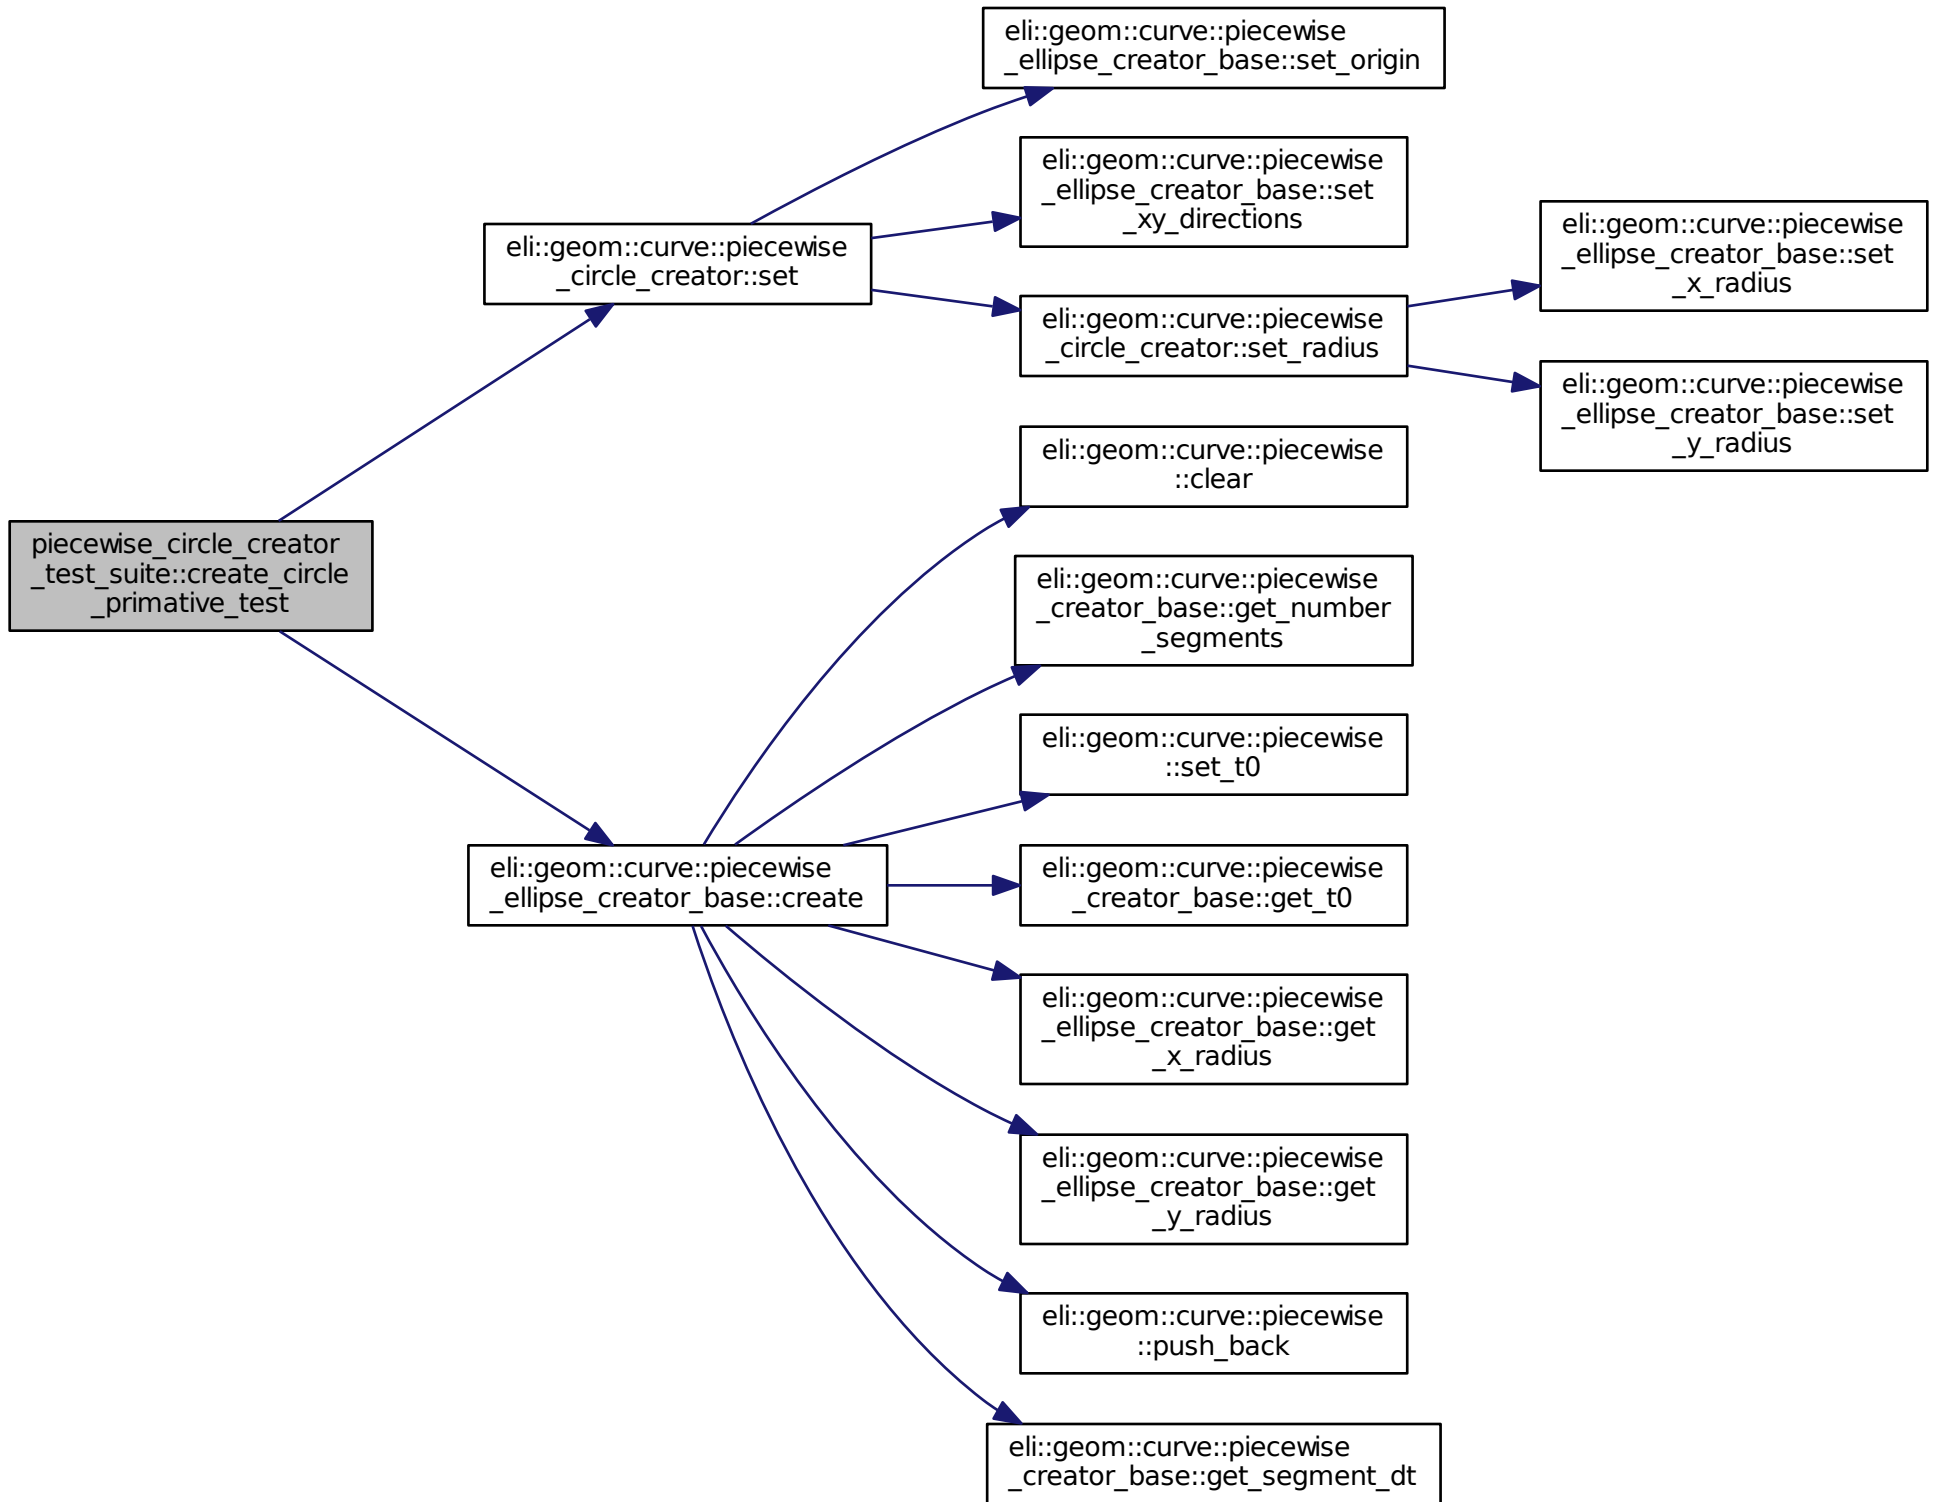 eli::geom::curve::piecewise
_ellipse_creator_base::set_origin
eli::geom::curve::piecewise
_ellipse_creator_base::set
_xy_directions
eli::geom::curve::piecewise
_circle_creator::set
eli::geom::curve::piecewise
_ellipse_creator_base::set
_x_radius
eli::geom::curve::piecewise
_circle_creator::set_radius
eli::geom::curve::piecewise
_ellipse_creator_base::set
_y_radius
eli::geom::curve::piecewise
::clear
piecewise_circle_creator
_test_suite::create_circle
_primative_test
eli::geom::curve::piecewise
_creator_base::get_number
_segments
eli::geom::curve::piecewise
::set_t0
eli::geom::curve::piecewise
_ellipse_creator_base::create
eli::geom::curve::piecewise
_creator_base::get_t0
eli::geom::curve::piecewise
_ellipse_creator_base::get
_x_radius
eli::geom::curve::piecewise
_ellipse_creator_base::get
_y_radius
eli::geom::curve::piecewise
::push_back
eli::geom::curve::piecewise
_creator_base::get_segment_dt